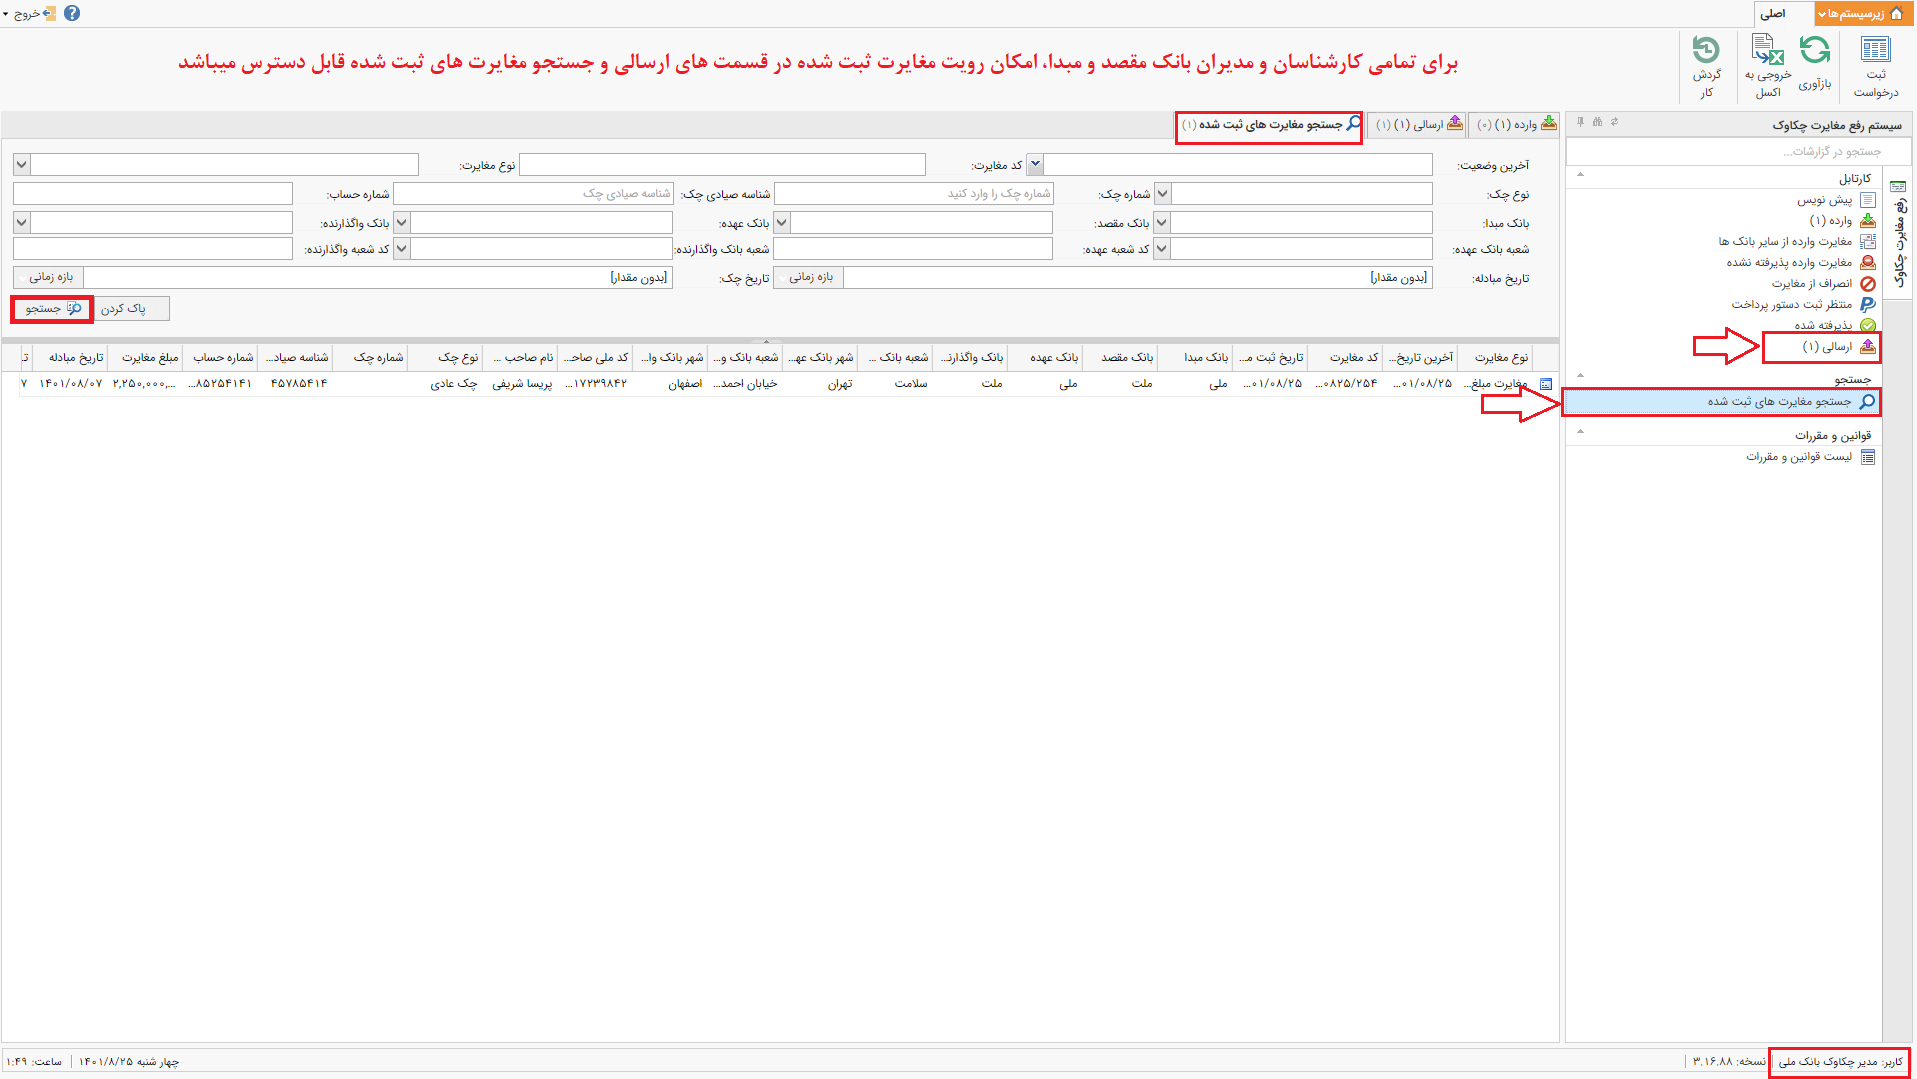 زیرسیستم‌ها
اصلی
خروج
ثبت درخواست
بازآوری
خروجی به اکسل
گردش کار
برای تمامی کارشناسان و مدیران بانک مقصد و مبدا، امکان رویت مغایرت ثبت شده در قسمت های ارسالی و جستجو مغایرت های ثبت شده قابل دسترس میباشد
سیستم رفع مغایرت چکاوک
جستجو در گزارشات...
رفع مغایرت چکاوک
کارتابل
پیش نویس
وارده (۱)
مغایرت وارده از سایر بانک ها
مغایرت وارده پذیرفته نشده
انصراف از مغایرت
منتظر ثبت دستور پرداخت
پذیرفته شده
ارسالی (۱)
جستجو
جستجو مغایرت های ثبت شده
قوانین و مقررات
لیست قوانین و مقررات
وارده (۱) (۰)
ارسالی (۱) (۱)
جستجو مغایرت های ثبت شده (۱)
آخرین وضعیت: کد مغایرت: نوع مغایرت:
نوع چک: شماره چک: شماره چک را وارد کنید شناسه صیادی چک: شناسه صیادی چک شماره حساب:
بانک مبدا: بانک مقصد: بانک عهده: بانک واگذارنده:
شعبه بانک عهده: کد شعبه عهده: شعبه بانک واگذارنده: کد شعبه واگذارنده:
تاریخ مبادله: [بدون مقدار] بازه زمانی تاریخ چک: [بدون مقدار] بازه زمانی
پاک کردن جستجو
نوع مغایرت آخرین تاریخ... کد مغایرت تاریخ ثبت م... بانک مبدا بانک مقصد بانک عهده بانک واگذارن... شعبه بانک ... شهر بانک عه... شعبه بانک و... شهر بانک وا... کد ملی صاحـ... نام صاحب ... نوع چک شماره چک شناسه صیاد... شماره حساب مبلغ مغایرت تاریخ مبادله ت
مغایرت مبلغ... ...۰۱/۰۸/۲۵ ...۰۸۲۵/۲۵۴ ...۰۱/۰۸/۲۵ ملی ملت ملی ملت سلامت تهران خیابان احمد... اصفهان ...۱۷۲۳۹۸۴۲ پریسا شریفی چک عادی ۴۵۷۸۵۴۱۴ ...۸۵۲۵۴۱۴۱ ۲,۲۵۰,۰۰۰,... ۱۴۰۱/۰۸/۰۷ ۷
کاربر: مدیر چکاوک بانک ملی
نسخه: ۳.۱۶.۸۸
چهار شنبه ۱۴۰۱/۸/۲۵
ساعت: ۱:۴۹